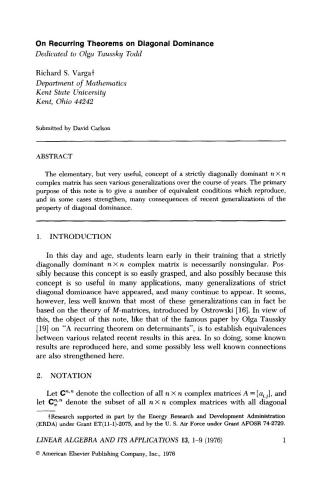 On Recurring Theorems on Diagonal Dominance
Dedicated to Olga Taussky Todd
Richard S. Varga†
Department of Mathematics
Kent State University
Kent, Ohio 44242
Submitted by David Carlson
ABSTRACT
The elementary, but very useful, concept of a strictly diagonally dominant n×n
complex matrix has seen various generalizations over the course of years. The primary
purpose of this note is to give a number of equivalent conditions which reproduce,
and in some cases strengthen, many consequences of recent generalizations of the
property of diagonal dominance.
1. INTRODUCTION
In this day and age, students learn early in their training that a strictly
diagonally dominant n×n complex matrix is necessarily nonsingular. Pos-
sibly because this concept is so easily grasped, and also possibly because this
concept is so useful in many applications, many generalizations of strict
diagonal dominance have appeared, and many continue to appear. It seems,
however, less well known that most of these generalizations can in fact be
based on the theory of M-matrices, introduced by Ostrowski [16]. In view of
this, the object of this note, like that of the famous paper by Olga Taussky
[19] on "A recurring theorem on determinants", is to establish equivalences
between various related recent results in this area. In so doing, some known
results are reproduced here, and some possibly less well known connections
are also strengthened here.
2. NOTATION
Let Cⁿ,ⁿ denote the collection of all n×n complex matrices A=[aᵢ,ⱼ], and
let the subset of all n×n complex matrices with all diagonal
†Research supported in part by the Energy Research and Development Administration
(ERDA) under Grant ET(11-1)-2075, and by the U. S. Air Force under Grant AFOSR 74-2729.
LINEAR ALGEBRA AND ITS APPLICATIONS 13, 1–9 (1976) 1
© American Elsevier Publishing Company, Inc., 1976